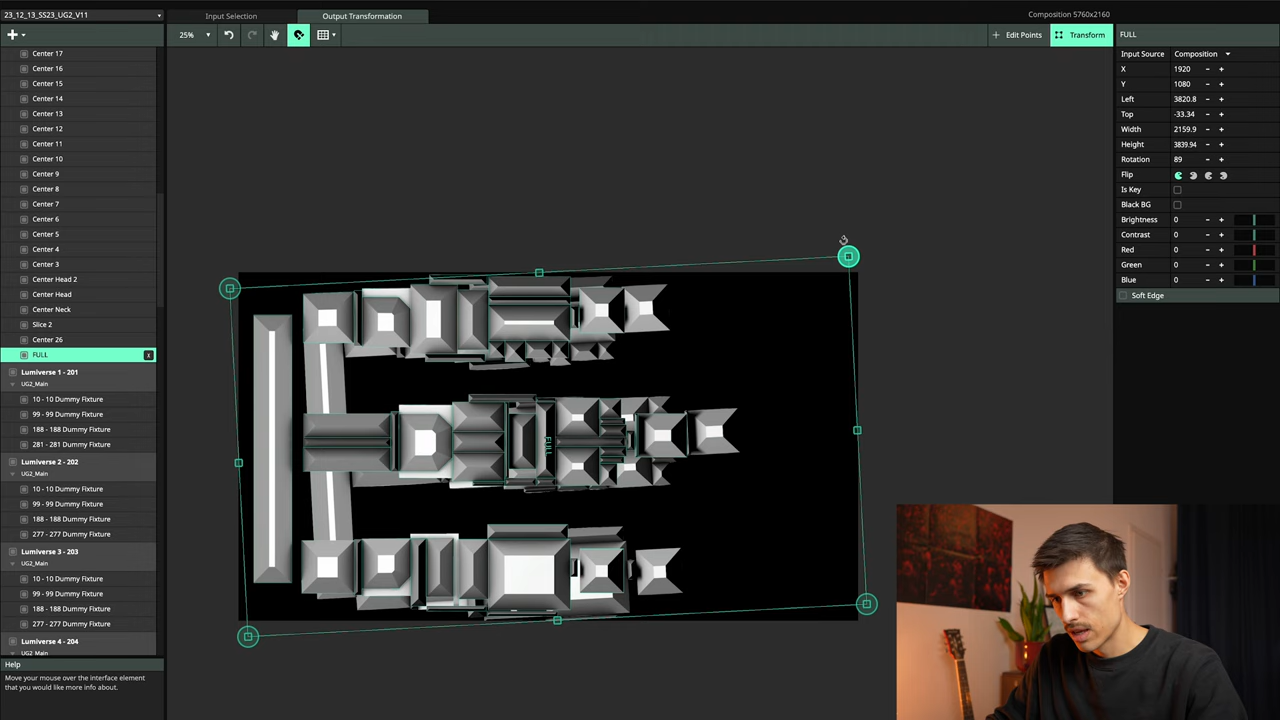 23_12_13_SS23_UG2_V11
Input Selection
Output Transformation
Composition 5760x2160
25%
Edit Points
Transform
FULL
Center 17
Center 16
Center 15
Center 14
Center 13
Center 12
Center 11
Center 10
Center 9
Center 8
Center 7
Center 6
Center 5
Center 4
Center 3
Center Head 2
Center Head
Center Neck
Slice 2
Center 26
FULL
x
Lumiverse 1 - 201
UG2_Main
10 - 10 Dummy Fixture
99 - 99 Dummy Fixture
188 - 188 Dummy Fixture
281 - 281 Dummy Fixture
Lumiverse 2 - 202
UG2_Main
10 - 10 Dummy Fixture
99 - 99 Dummy Fixture
188 - 188 Dummy Fixture
277 - 277 Dummy Fixture
Lumiverse 3 - 203
UG2_Main
10 - 10 Dummy Fixture
99 - 99 Dummy Fixture
188 - 188 Dummy Fixture
277 - 277 Dummy Fixture
Lumiverse 4 - 204
UG2_Main
Help
Move your mouse over the interface element
that you would like more info about.
FULL
Input Source Composition
X 1920 - +
Y 1080 - +
Left 3820.8 - +
Top -33.34 - +
Width 2159.9 - +
Height 3839.94 - +
Rotation 89 - +
Flip
Is Key
Black BG
Brightness 0 - +
Contrast 0 - +
Red 0 - +
Green 0 - +
Blue 0 - +
Soft Edge